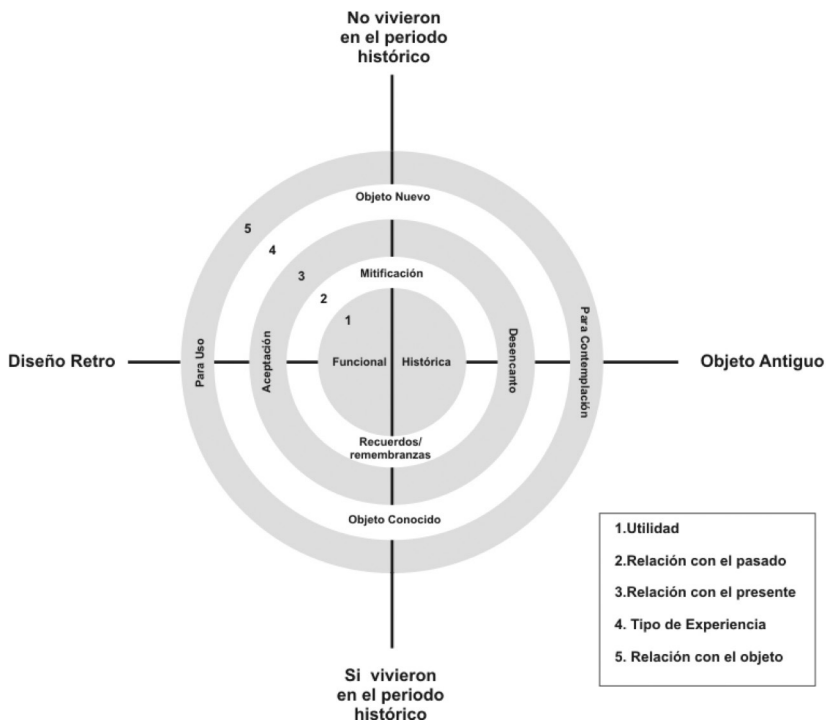 No vivieron
en el periodo
histórico
Objeto Nuevo
5
4
3
Mitificación
2
1
Diseño Retro
Para Uso
Aceptación
Funcional
Histórica
Desencanto
Para Contemplación
Objeto Antiguo
Recuerdos/
remembranzas
Objeto Conocido
1.Utilidad
2.Relación con el pasado
3.Relación con el presente
4. Tipo de Experiencia
5. Relación con el objeto
Si vivieron
en el periodo
histórico